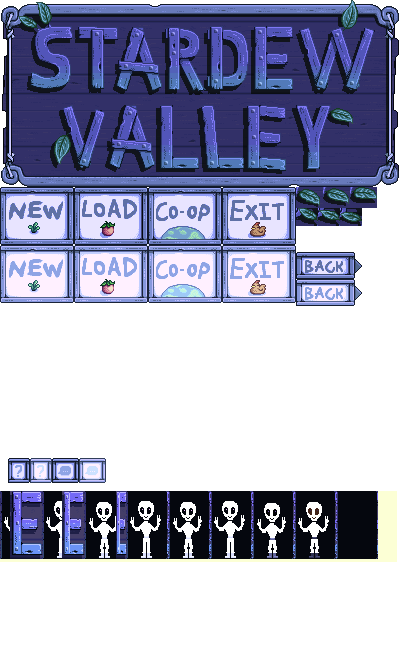 STARDEW
VALLEY
NEW LOAD CO-OP EXIT
NEW LOAD CO-OP EXIT
BACK
BACK
? ?
E E E